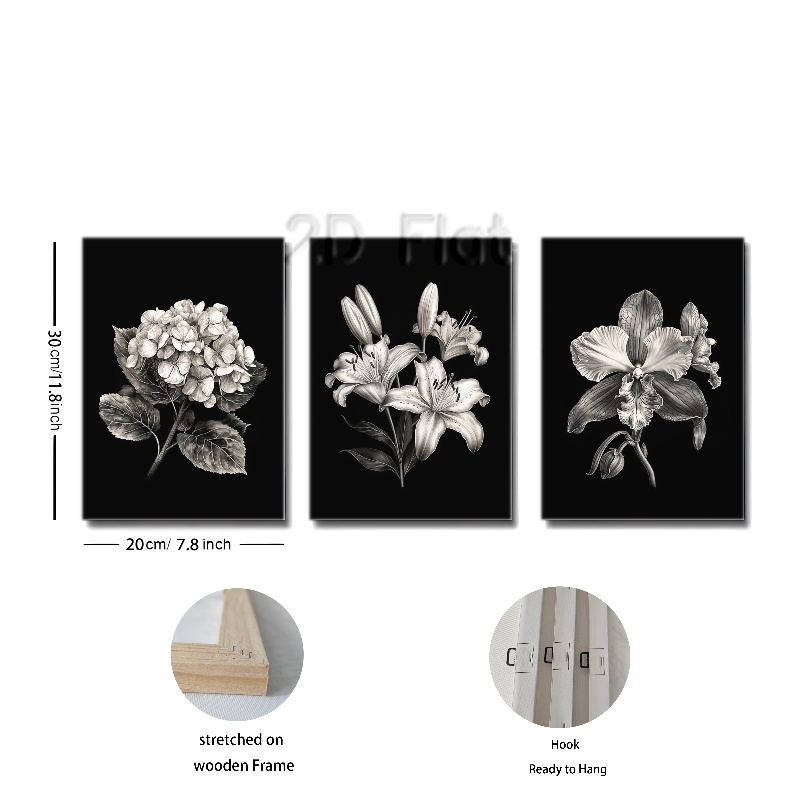 2D Flat
30cm/11.8inch
20cm/ 7.8 inch
stretched on
wooden Frame
Hook
Ready to Hang